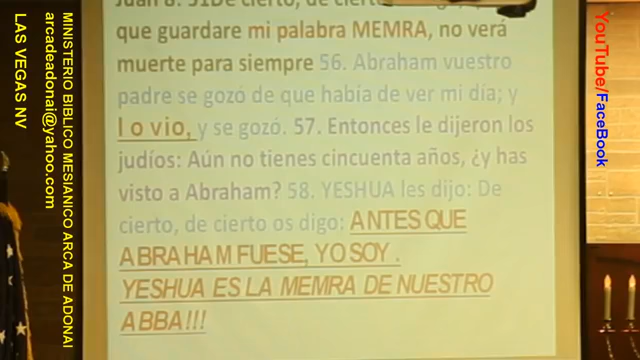 Juan 8: 51De cierto, de cierto
que guardare mi palabra MEMRA, no verá
muerte para siempre 56. Abraham vuestro
padre se gozó de que había de ver mi día; y
lo vio, y se gozó. 57. Entonces le dijeron los
judíos: Aún no tienes cincuenta años, ¿y has
visto a Abraham? 58. YESHUA les dijo: De
cierto, de cierto os digo: ANTES QUE
ABRAHAM FUESE, YO SOY .
YESHUA ES LA MEMRA DE NUESTRO
ABBA!!!
MINISTERIO BIBLICO MESIANICO ARCA DE ADONAI
arcadeadonai@yahoo.com
LAS VEGAS NV
YouTube/FaceBook